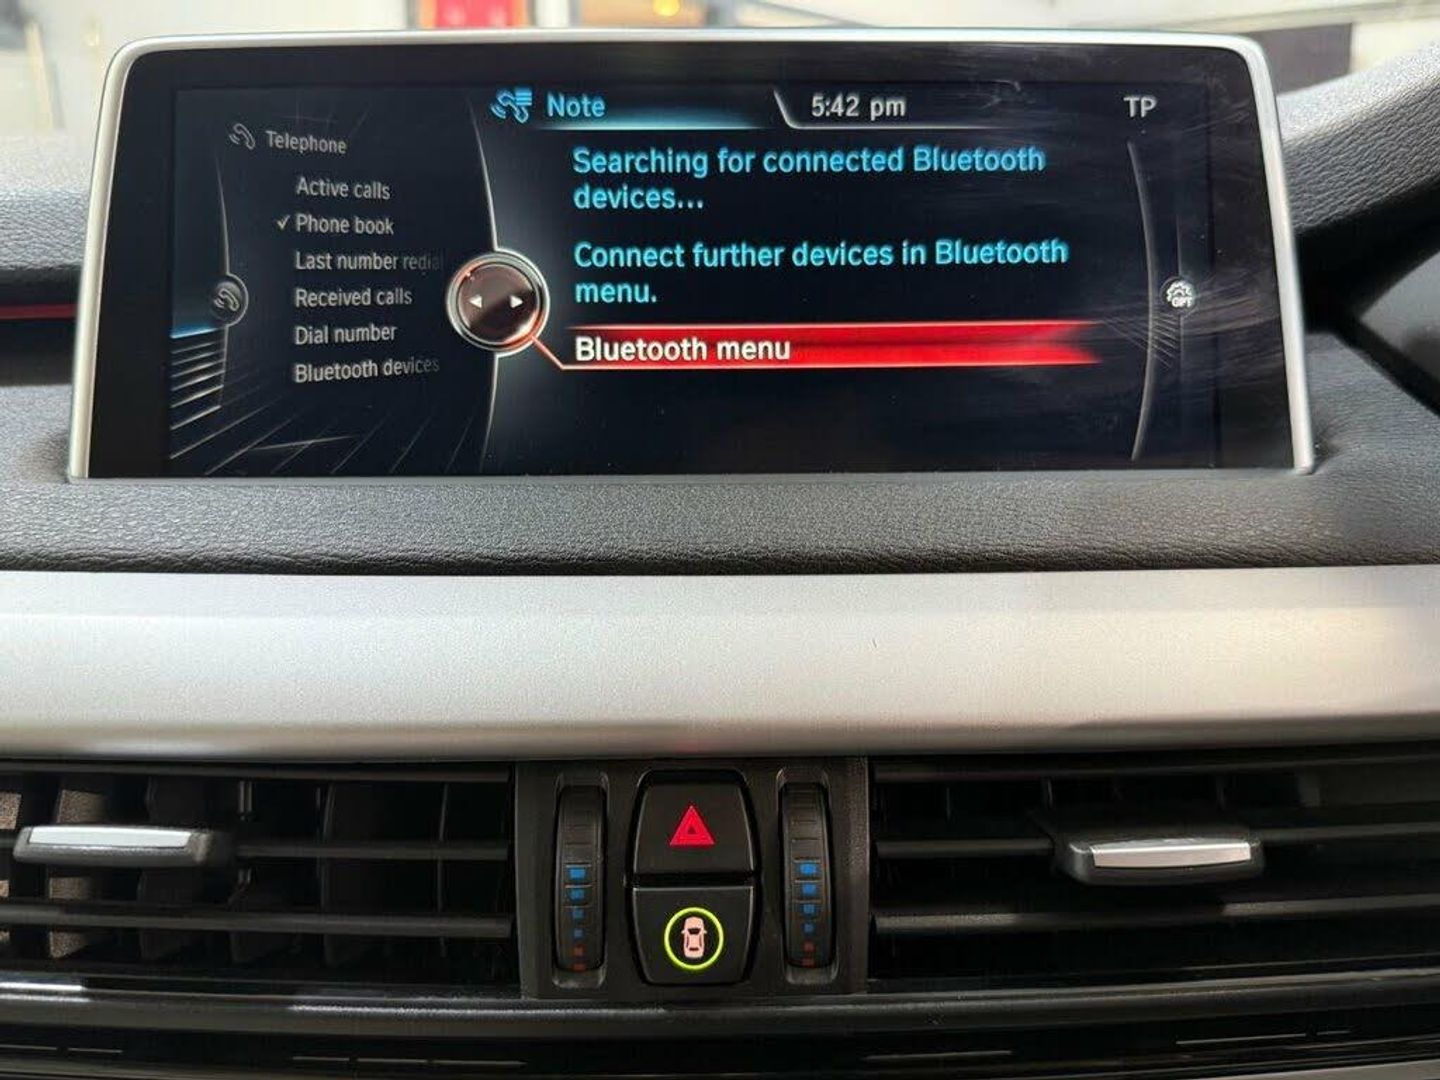 Note
5:42 pm
TP
Telephone
Active calls
✓ Phone book
Last number redial
Received calls
Dial number
Bluetooth devices
Searching for connected Bluetooth
devices...
Connect further devices in Bluetooth
menu.
Bluetooth menu
OPT